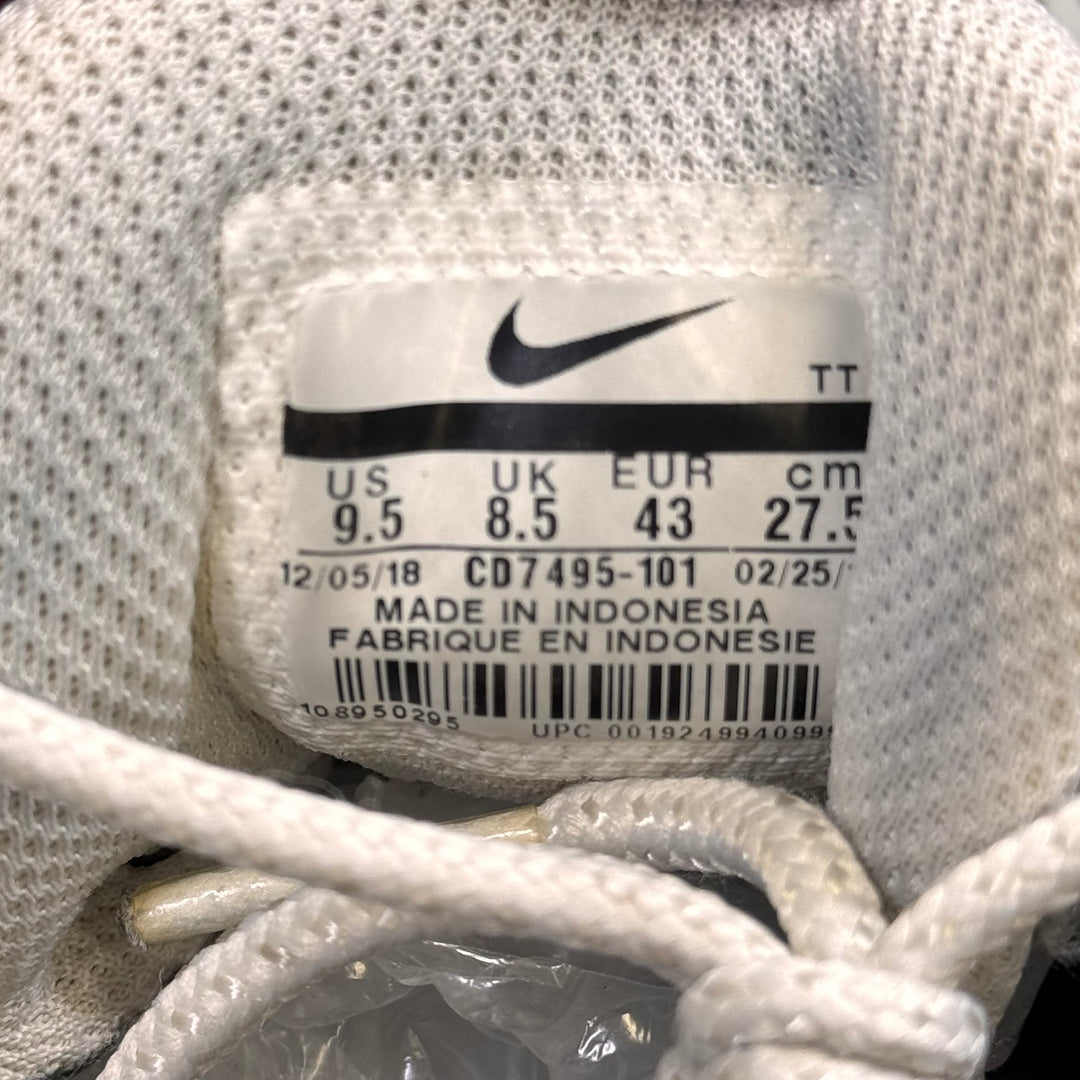 TT
US UK EUR cm
9.5 8.5 43 27.5
12/05/18 CD7495-101 02/25/
MADE IN INDONESIA
FABRIQUE EN INDONESIE
108950295
UPC 001924994099